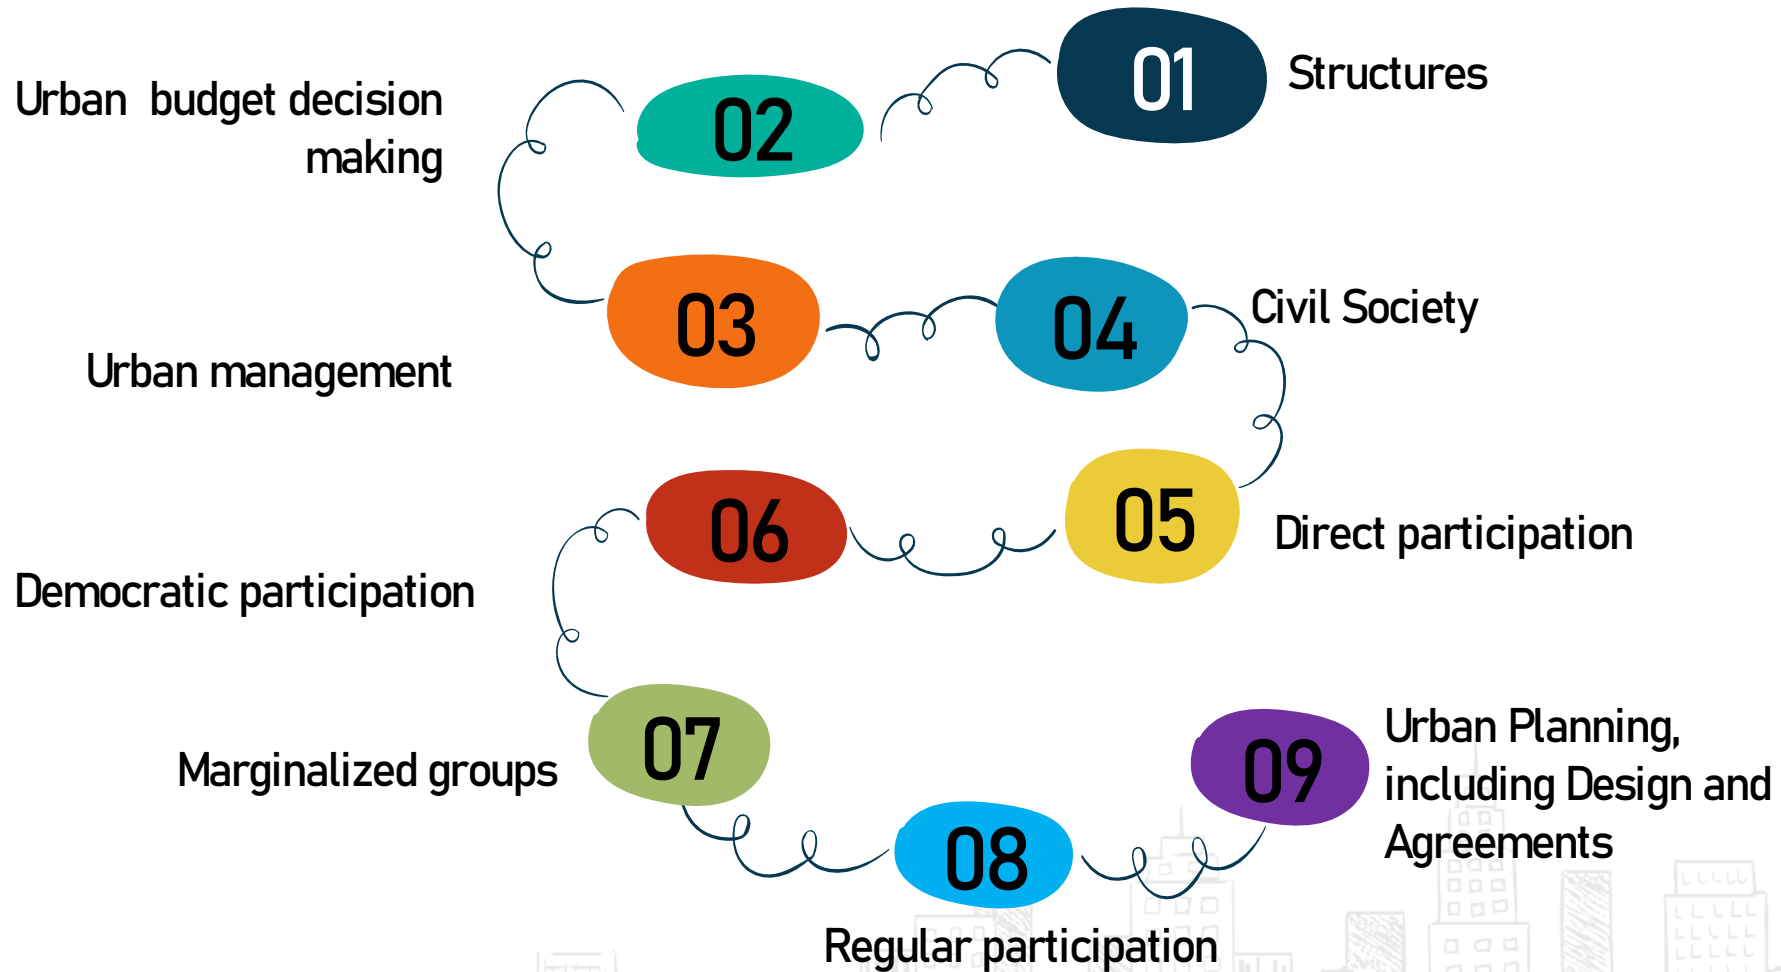 01
Structures
02
Urban budget decision
making
03
Urban management
04
Civil Society
05
Direct participation
06
Democratic participation
07
Marginalized groups
08
Regular participation
09
Urban Planning,
including Design and
Agreements